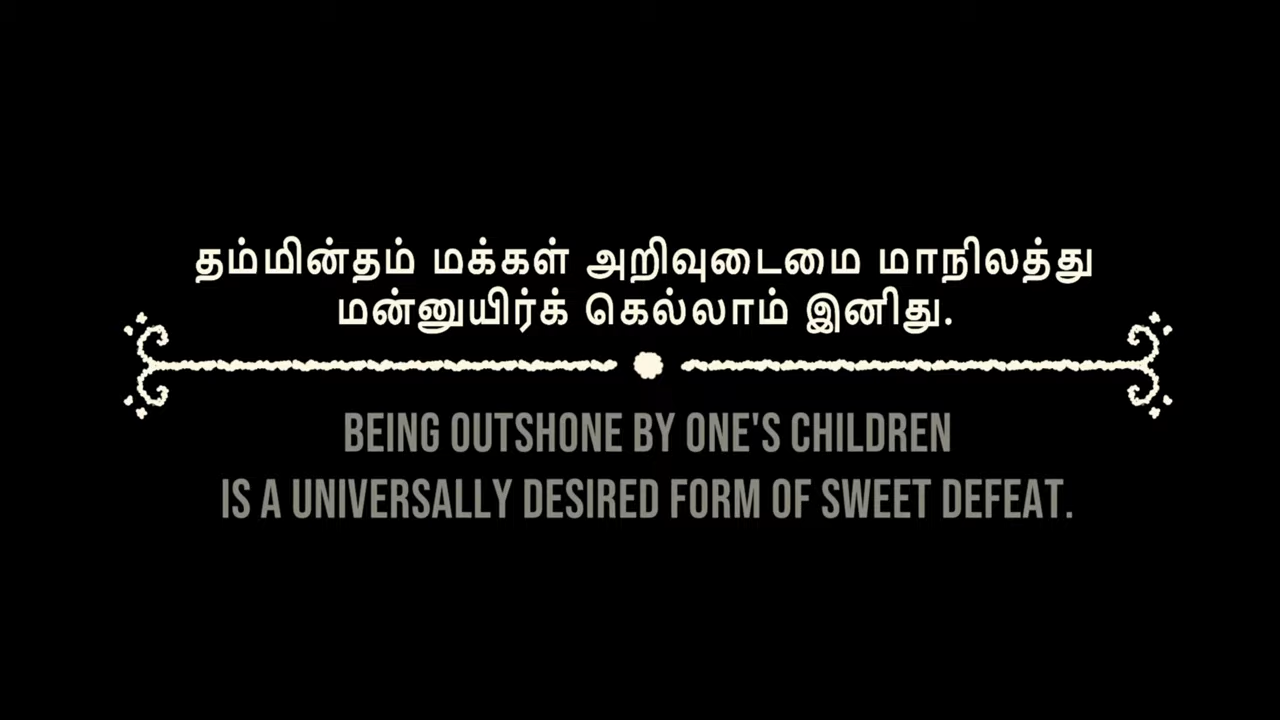 தம்மின்தம் மக்கள் அறிவுடைமை மாநிலத்து
மன்னுயிர்க் கெல்லாம் இனிது.
BEING OUTSHONE BY ONE'S CHILDREN
IS A UNIVERSALLY DESIRED FORM OF SWEET DEFEAT.